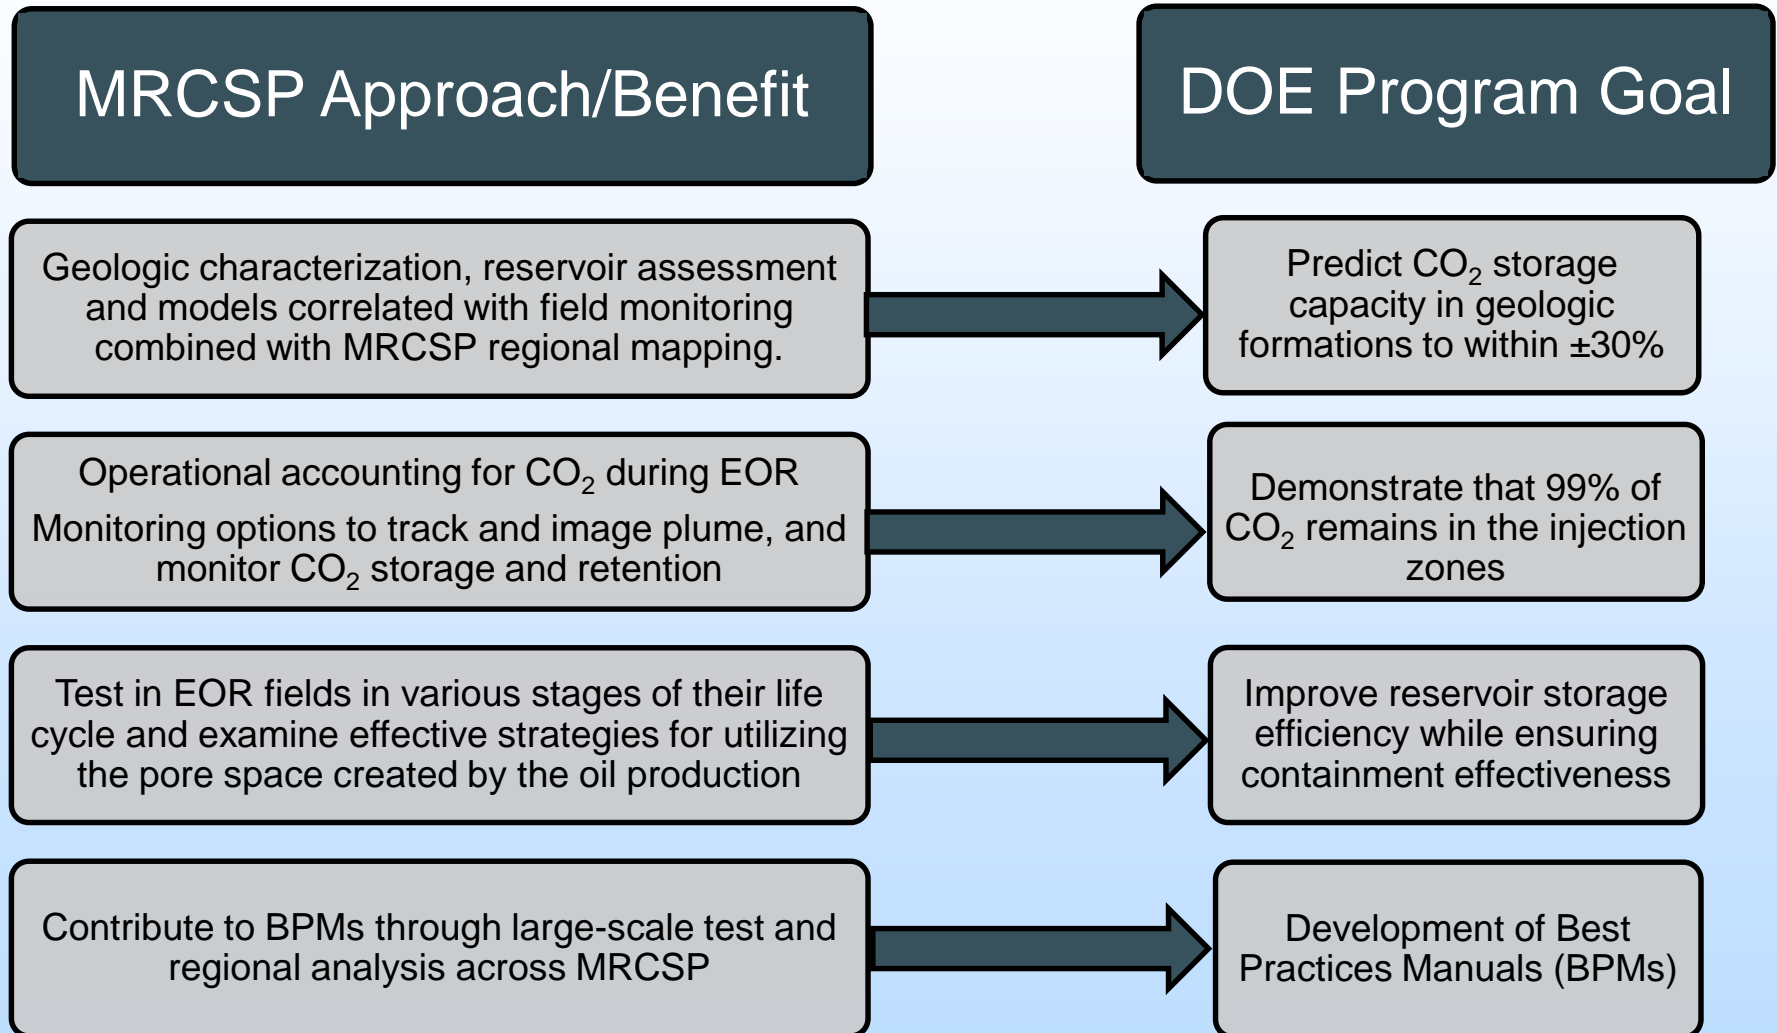 MRCSP Approach/Benefit
DOE Program Goal
Geologic characterization, reservoir assessment
and models correlated with field monitoring
combined with MRCSP regional mapping.
Predict CO₂ storage
capacity in geologic
formations to within ±30%
Operational accounting for CO₂ during EOR
Monitoring options to track and image plume, and
monitor CO₂ storage and retention
Demonstrate that 99% of
CO₂ remains in the injection
zones
Test in EOR fields in various stages of their life
cycle and examine effective strategies for utilizing
the pore space created by the oil production
Improve reservoir storage
efficiency while ensuring
containment effectiveness
Contribute to BPMs through large-scale test and
regional analysis across MRCSP
Development of Best
Practices Manuals (BPMs)